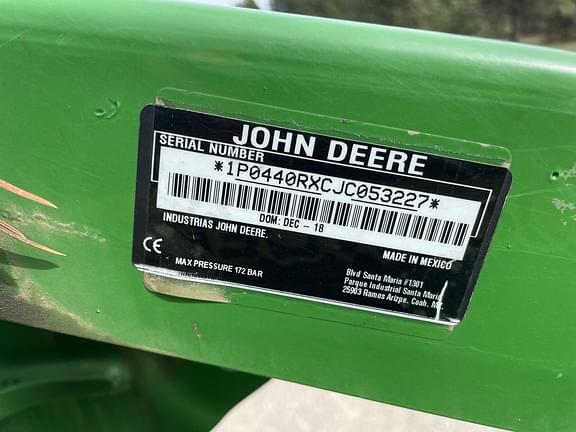 JOHN DEERE
SERIAL NUMBER
*1P0440RXCJC053227*
DOM: DEC - 18
INDUSTRIAS JOHN DEERE.
MADE IN MEXICO
CE
MAX PRESSURE 172 BAR
Blvd Santa Maria #1301
Parque Industrial Santa Maria
25903 Ramos Arizpe, Coah. Mx.